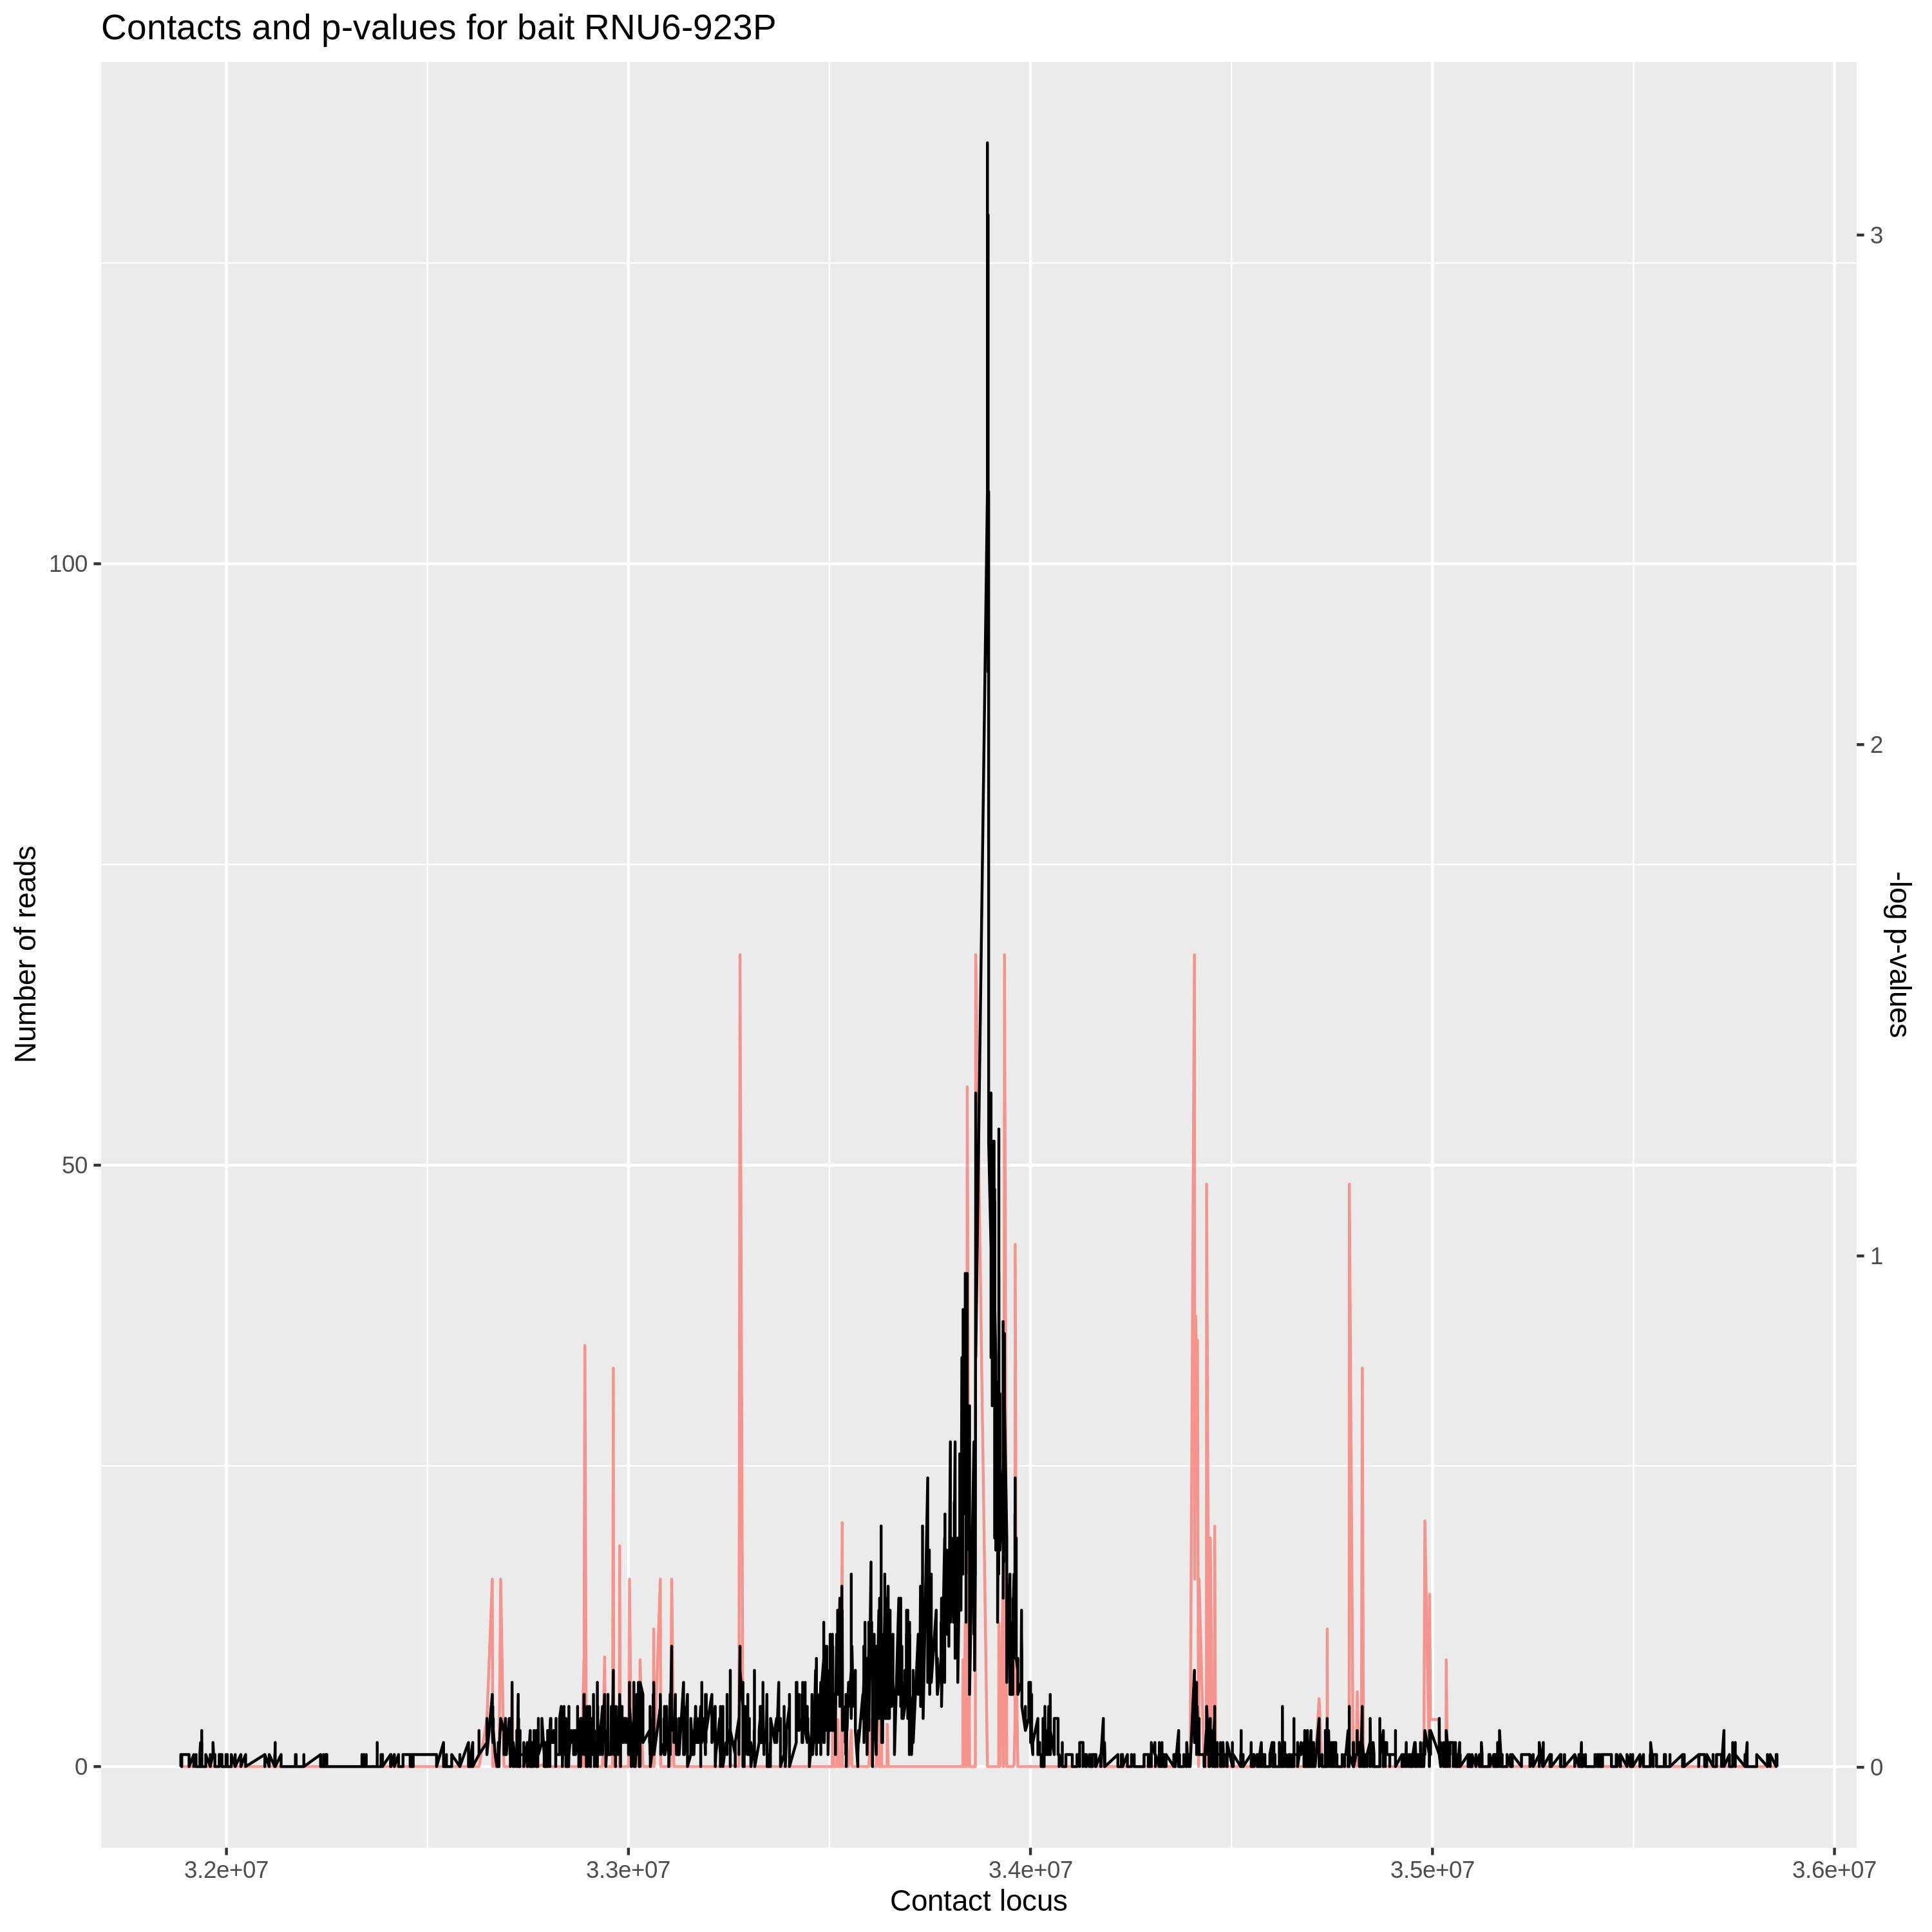 Contacts and p-values for bait RNU6-923P
Number of reads
100
50
0
3
2
1
0
-log p-values
3.2e+07
3.3e+07
3.4e+07
3.5e+07
3.6e+07
Contact locus